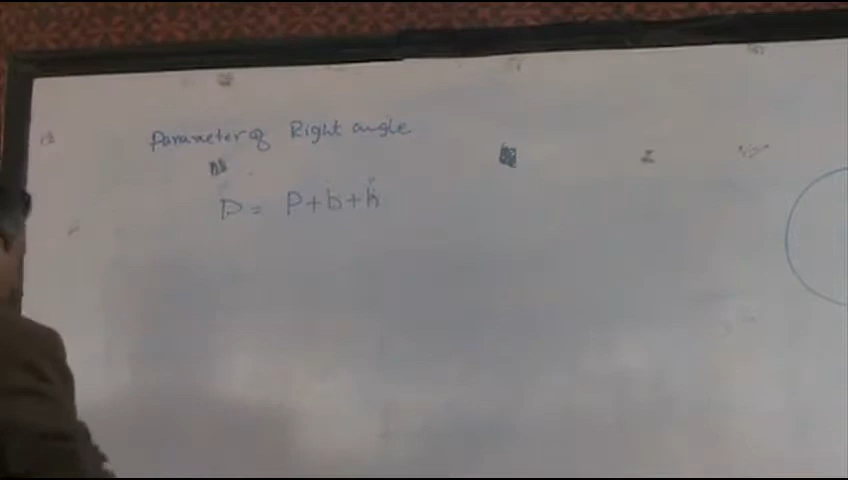 Parameter of Right angle
P = P+b+h